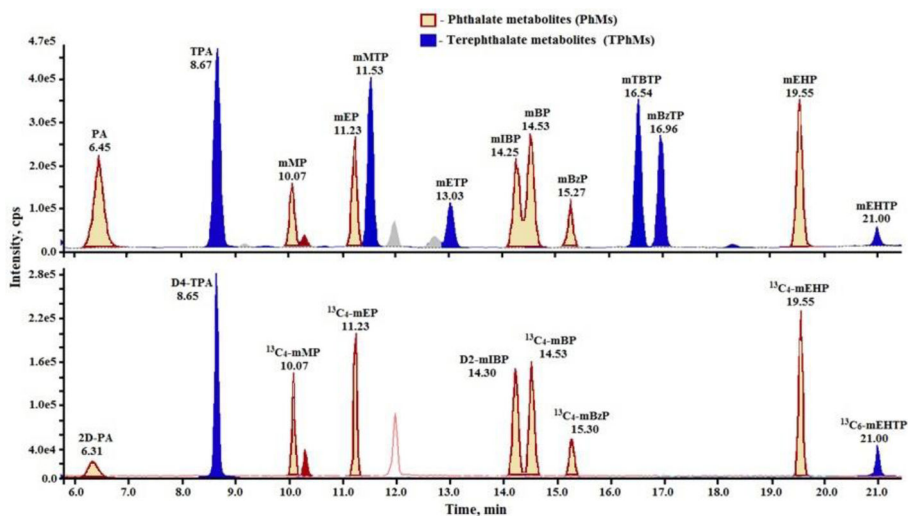 - Phthalate metabolites (PhMs)
- Terephthalate metabolites (TPhMs)
4.7e5
4.0e5
3.0e5
2.0e5
1.0e5
0.0
PA
6.45
TPA
8.67
mMP
10.07
mEP
11.23
mMTP
11.53
mETP
13.03
mIBP
14.25
mBP
14.53
mBzP
15.27
mTBTP
16.54
mBzTP
16.96
mEHP
19.55
mEHTP
21.00
Intensity, cps
2.8e5
2.2e5
1.6e5
1.0e5
4.0e4
0.0
2D-PA
6.31
D4-TPA
8.65
¹³C₄-mMP
10.07
¹³C₄-mEP
11.23
D2-mIBP
14.30
¹³C₄-mBP
14.53
¹³C₄-mBzP
15.30
¹³C₄-mEHP
19.55
¹³C₆-mEHTP
21.00
5.8 6.0 7.0 8.0 9.0 10.0 11.0 12.0 13.0 14.0 15.0 16.0 17.0 18.0 19.0 20.0 21.0
Time, min